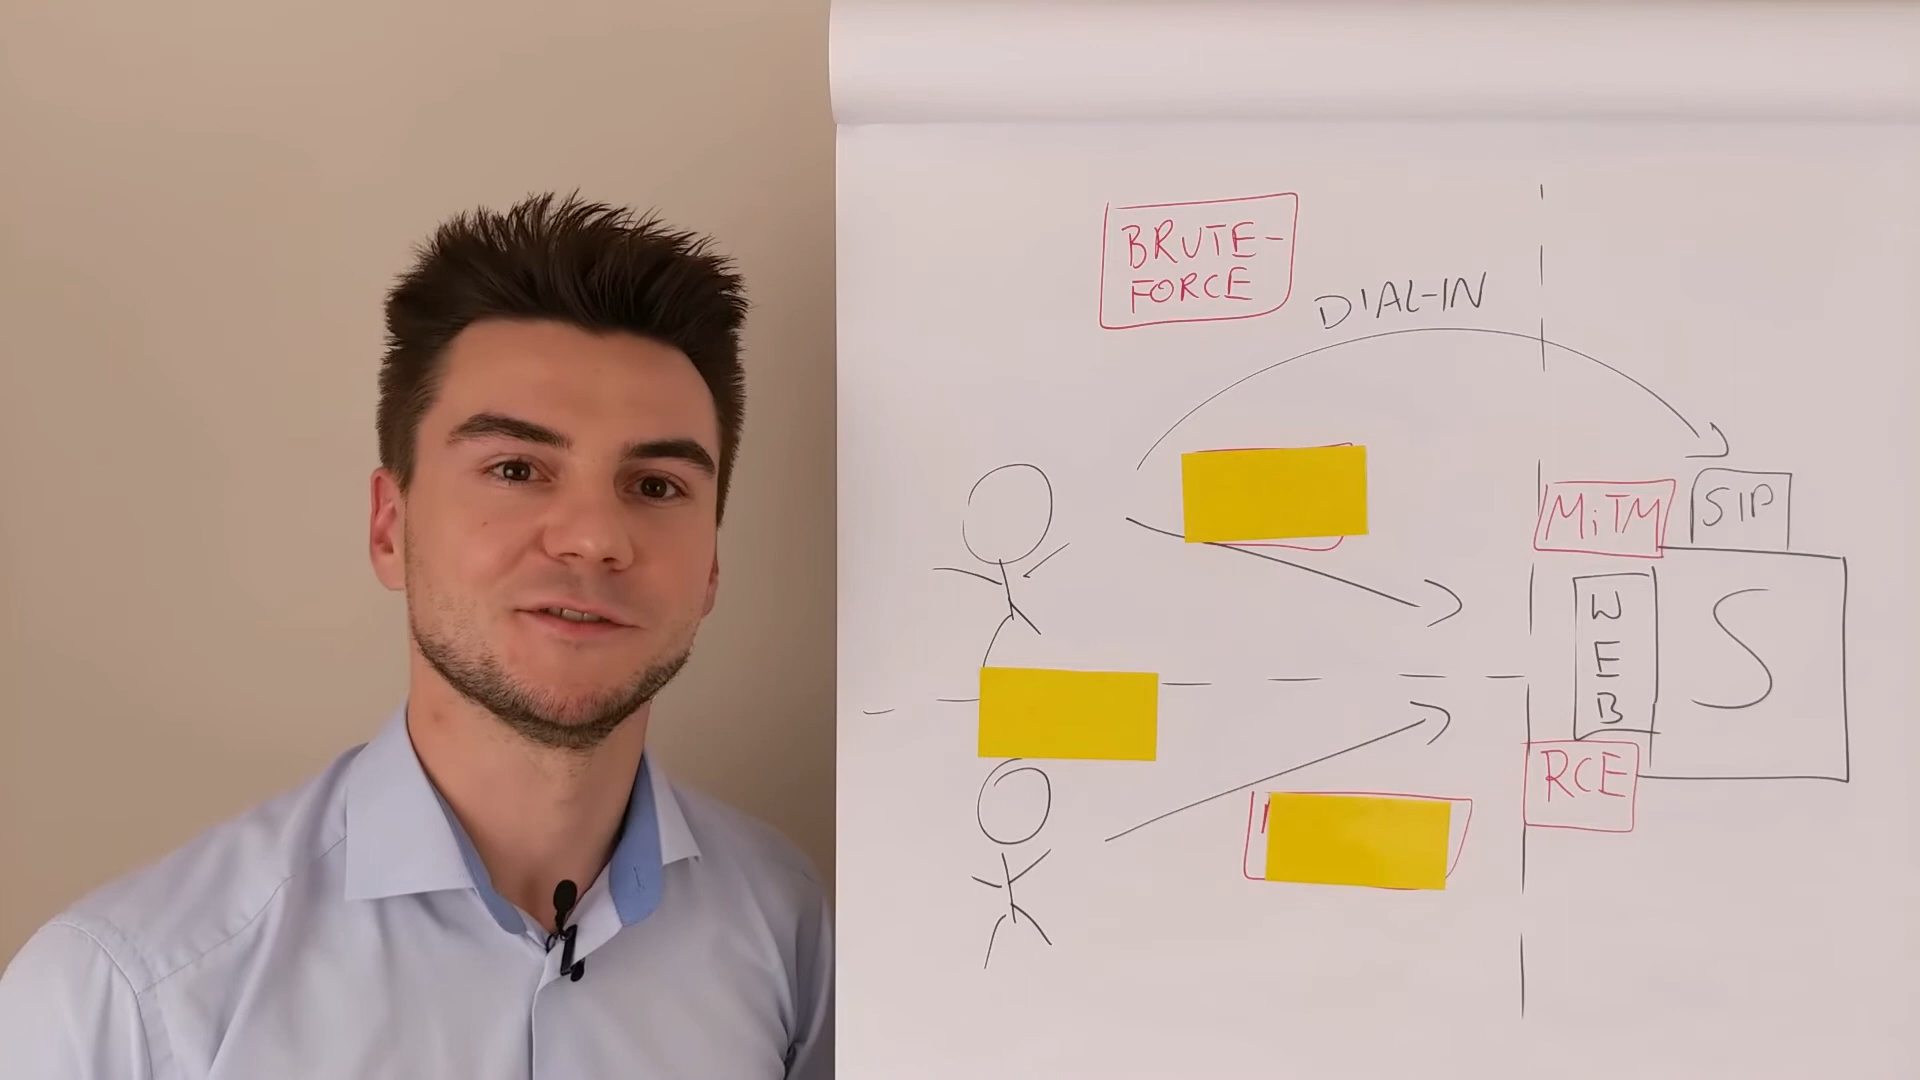 BRUTE-
FORCE
DIAL-IN
MiTM
SIP
W
E
B
S
RCE